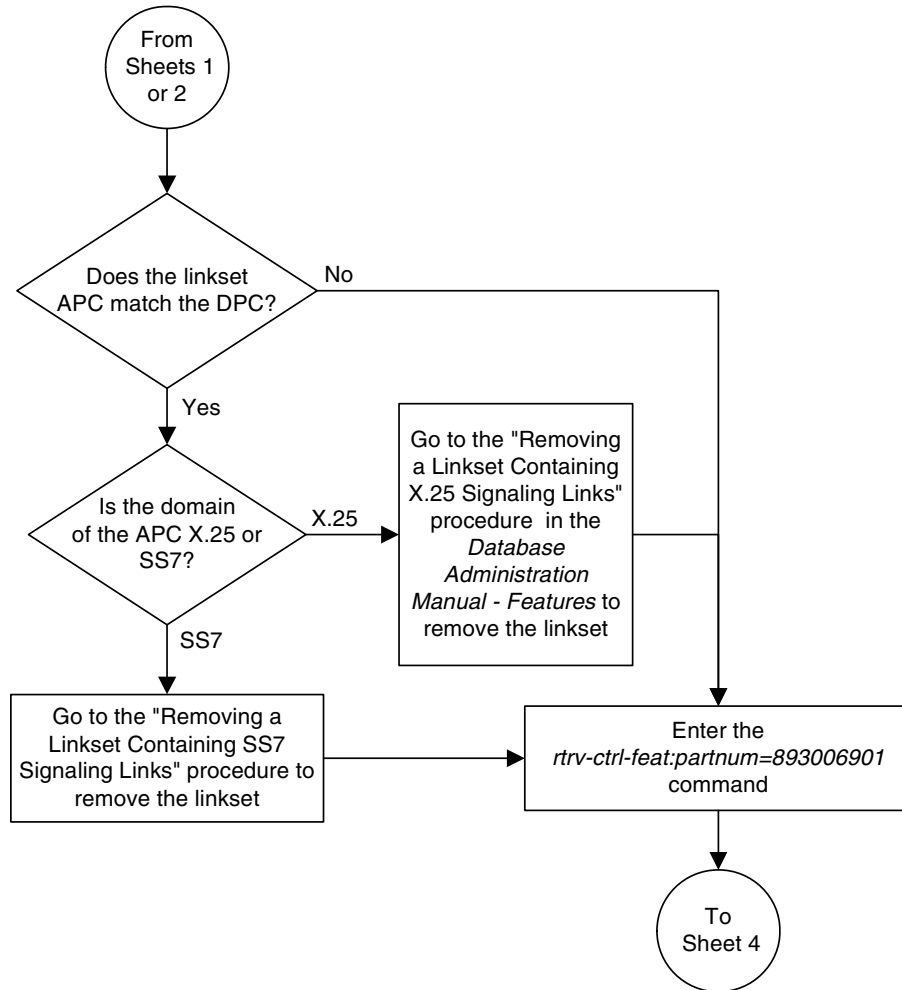 From
Sheets 1
or 2
Does the linkset
APC match the DPC?
No
Yes
Is the domain
of the APC X.25 or
SS7?
X.25
Go to the "Removing
a Linkset Containing
X.25 Signaling Links"
procedure in the
Database
Administration
Manual - Features to
remove the linkset
SS7
Go to the "Removing a
Linkset Containing SS7
Signaling Links" procedure to
remove the linkset
Enter the
rtrv-ctrl-feat:partnum=893006901
command
To
Sheet 4